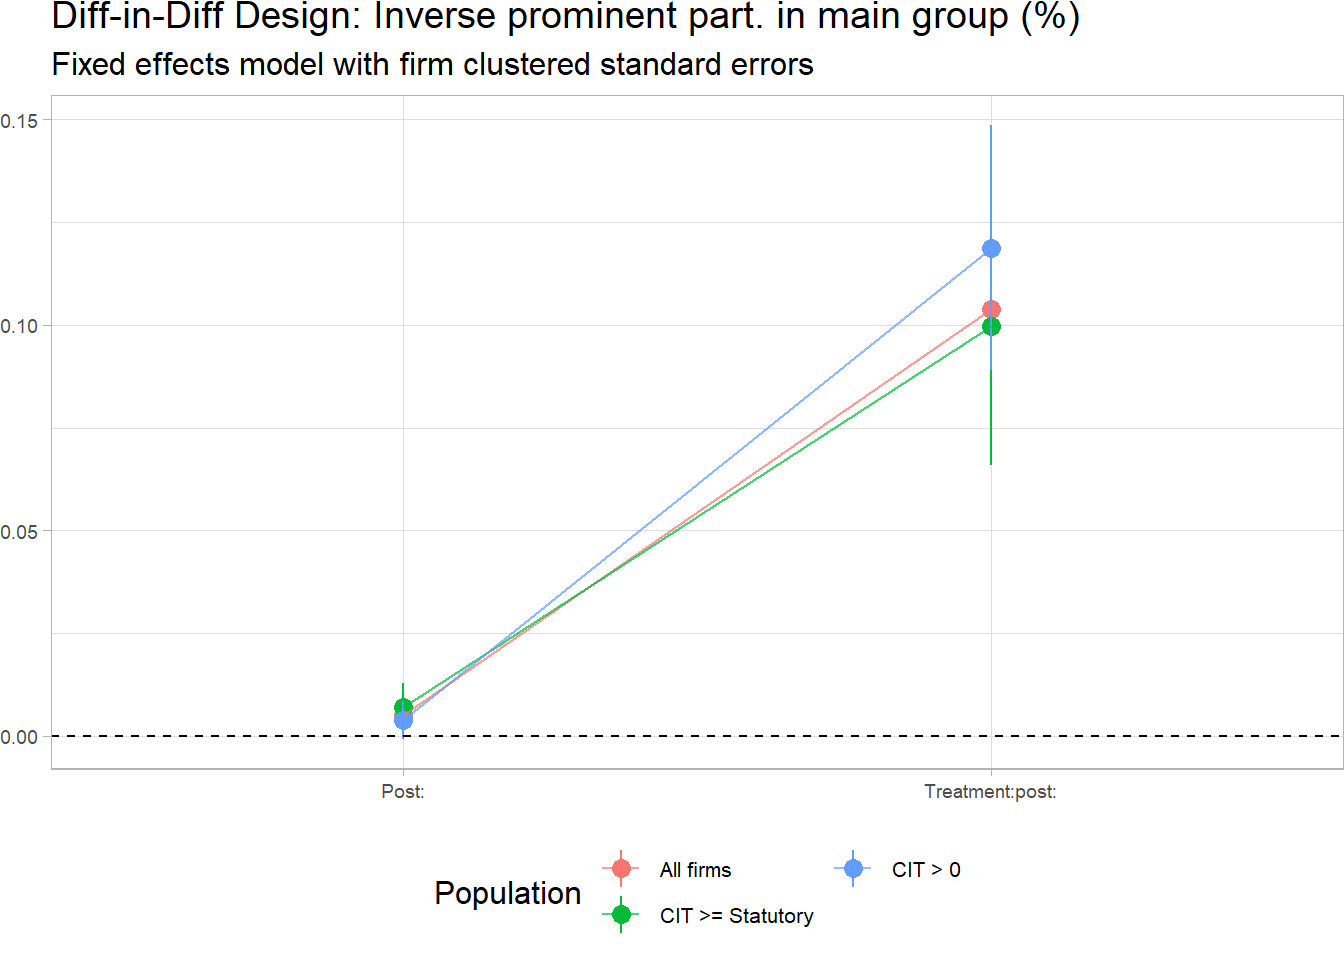 Diff-in-Diff Design: Inverse prominent part. in main group (%)
Fixed effects model with firm clustered standard errors
0.15
0.10
0.05
0.00
Post:
Treatment:post:
Population
All firms
CIT > 0
CIT >= Statutory